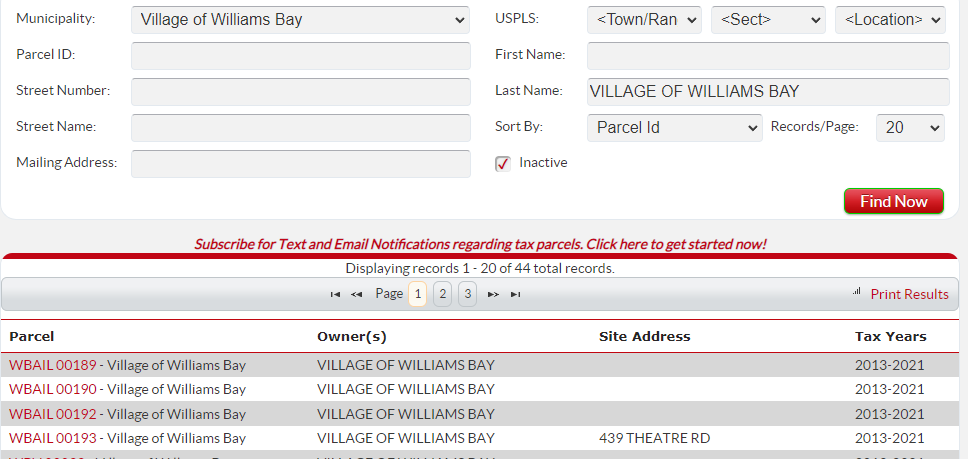 Municipality: Village of Williams Bay USPLS: <Town/Ran <Sect> <Location>
Parcel ID: First Name:
Street Number: Last Name: VILLAGE OF WILLIAMS BAY
Street Name: Sort By: Parcel Id Records/Page: 20
Mailing Address: Inactive
Find Now
Subscribe for Text and Email Notifications regarding tax parcels. Click here to get started now!
Displaying records 1 - 20 of 44 total records.
Page 1 2 3 Print Results
Parcel Owner(s) Site Address Tax Years
WBAIL 00189 - Village of Williams Bay VILLAGE OF WILLIAMS BAY 2013-2021
WBAIL 00190 - Village of Williams Bay VILLAGE OF WILLIAMS BAY 2013-2021
WBAIL 00192 - Village of Williams Bay VILLAGE OF WILLIAMS BAY 2013-2021
WBAIL 00193 - Village of Williams Bay VILLAGE OF WILLIAMS BAY 439 THEATRE RD 2013-2021